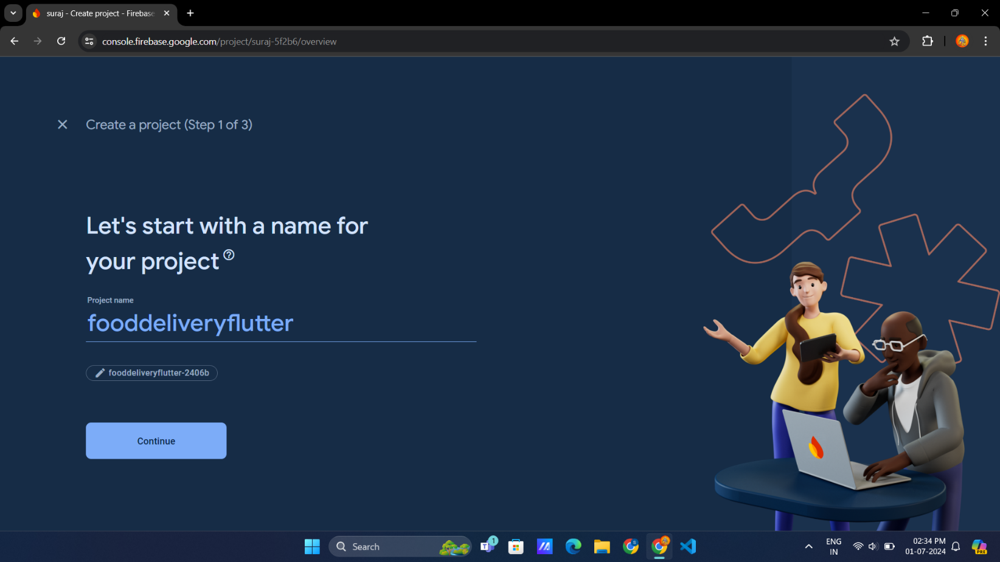 suraj - Create project - Firebase
console.firebase.google.com/project/suraj-5f2b6/overview
Create a project (Step 1 of 3)
Let's start with a name for
your project
Project name
fooddeliveryflutter
fooddeliveryflutter-2406b
Continue
Search
1
ENG
IN
02:34 PM
01-07-2024
PRE